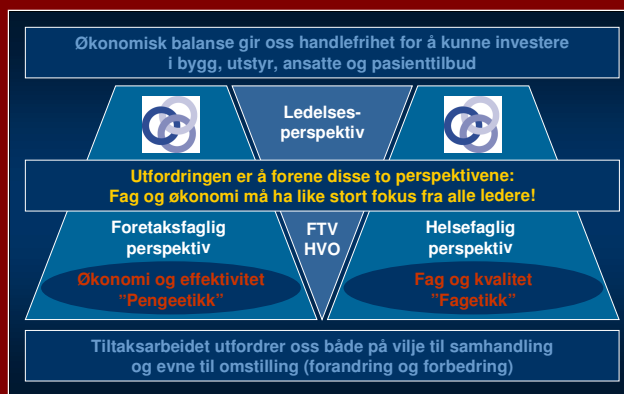 Økonomisk balanse gir oss handlefrihet for å kunne investere
i bygg, utstyr, ansatte og pasienttilbud
Ledelses-
perspektiv
Utfordringen er å forene disse to perspektivene:
Fag og økonomi må ha like stort fokus fra alle ledere!
Foretaksfaglig
perspektiv
Økonomi og effektivitet
”Pengeetikk”
FTV
HVO
Helsefaglig
perspektiv
Fag og kvalitet
”Fagetikk”
Tiltaksarbeidet utfordrer oss både på vilje til samhandling
og evne til omstilling (forandring og forbedring)